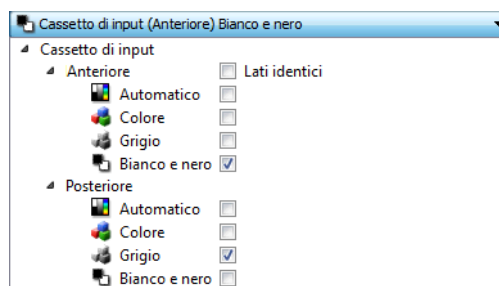 Cassetto di input (Anteriore) Bianco e nero
Cassetto di input
Anteriore Lati identici
Automatico
Colore
Grigio
Bianco e nero
Posteriore
Automatico
Colore
Grigio
Bianco e nero